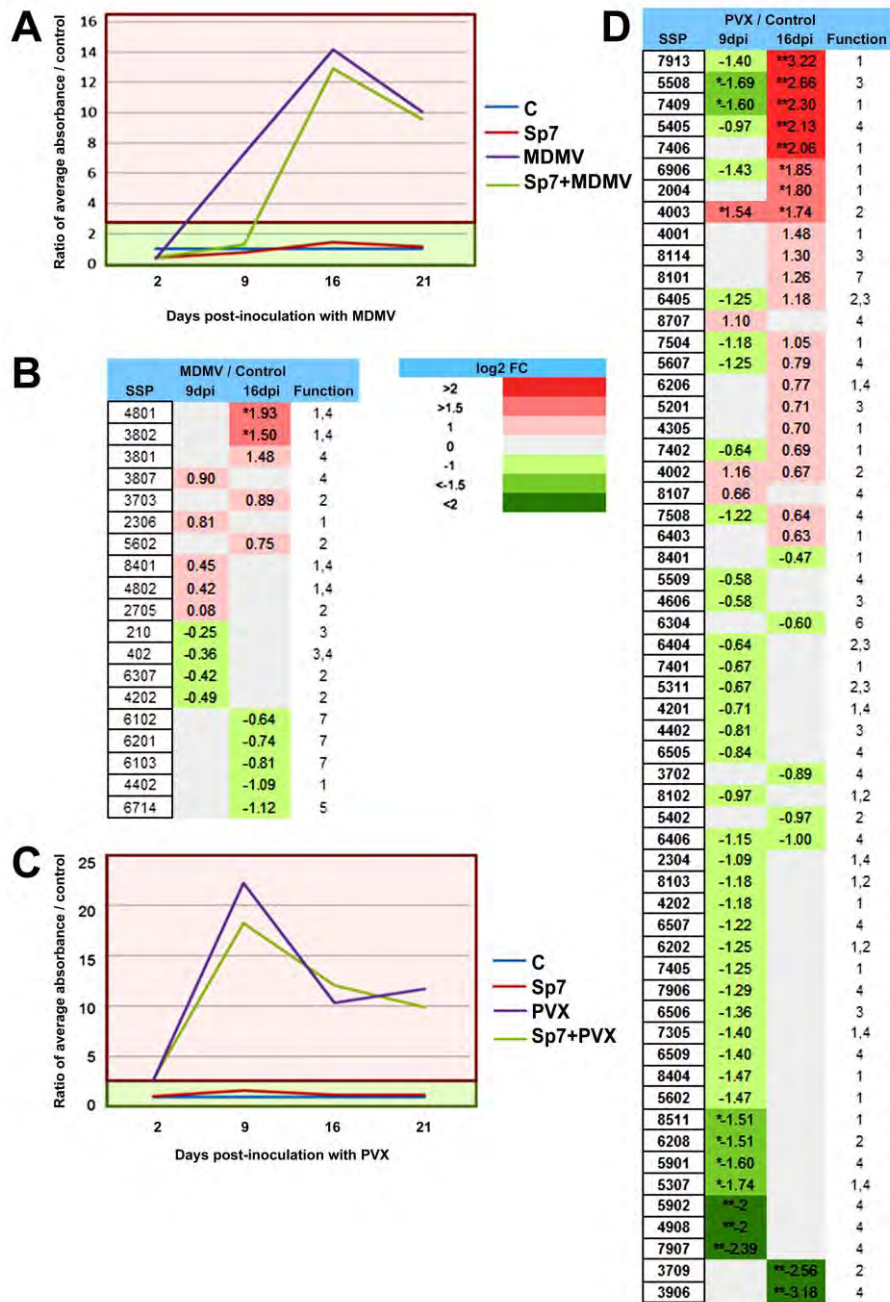 A
Ratio of average absorbance / control
16
14
12
10
8
6
4
2
0
2 9 16 21
Days post-inoculation with MDMV
C
Sp7
MDMV
Sp7+MDMV
B
MDMV / Control
SSP 9dpi 16dpi Function
4801 *1.93 1,4
3802 *1.50 1,4
3801 1.48 4
3807 0.90 4
3703 0.89 2
2306 0.81 1
5602 0.75 2
8401 0.45 1,4
4802 0.42 1,4
2705 0.08 2
210 -0.25 3
402 -0.36 3,4
6307 -0.42 2
4202 -0.49 2
6102 -0.64 7
6201 -0.74 7
6103 -0.81 7
4402 -1.09 1
6714 -1.12 5
log2 FC
>2
>1.5
1
0
-1
<-1.5
<2
C
Ratio of average absorbance / control
25
20
15
10
5
0
2 9 16 21
Days post-inoculation with PVX
C
Sp7
PVX
Sp7+PVX
D
PVX / Control
SSP 9dpi 16dpi Function
7913 -1.40 **3.22 1
5508 *-1.69 **2.66 3
7409 *-1.60 **2.30 1
5405 -0.97 **2.13 4
7406 **2.06 1
6906 -1.43 *1.85 1
2004 *1.80 1
4003 *1.54 *1.74 2
4001 1.48 1
8114 1.30 3
8101 1.26 7
6405 -1.25 1.18 2,3
8707 1.10 4
7504 -1.18 1.05 1
5607 -1.25 0.79 4
6206 0.77 1,4
5201 0.71 3
4305 0.70 1
7402 -0.64 0.69 1
4002 1.16 0.67 2
8107 0.66 4
7508 -1.22 0.64 4
6403 0.63 1
8401 -0.47 1
5509 -0.58 4
4606 -0.58 3
6304 -0.60 6
6404 -0.64 2,3
7401 -0.67 1
5311 -0.67 2,3
4201 -0.71 1,4
4402 -0.81 3
6505 -0.84 4
3702 -0.89 4
8102 -0.97 1,2
5402 -0.97 2
6406 -1.15 -1.00 4
2304 -1.09 1,4
8103 -1.18 1,2
4202 -1.18 1
6507 -1.22 4
6202 -1.25 1,2
7405 -1.25 1
7906 -1.29 4
6506 -1.36 3
7305 -1.40 1,4
6509 -1.40 4
8404 -1.47 1
5602 -1.47 1
8511 *-1.51 1
6208 *-1.51 2
5901 *-1.60 4
5307 *-1.74 1,4
5902 **-2 4
4908 **-2 4
7907 **-2.39 4
3709 **-2.56 2
3906 **-3.18 4